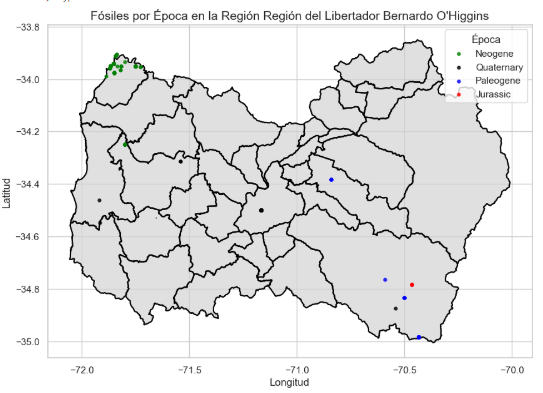 Fósiles por Época en la Región Región del Libertador Bernardo O'Higgins
−33.8
−34.0
−34.2
−34.4
−34.6
−34.8
−35.0
Latitud
Época
Neogene
Quaternary
Paleogene
Jurassic
−72.0 −71.5 −71.0 −70.5 −70.0
Longitud